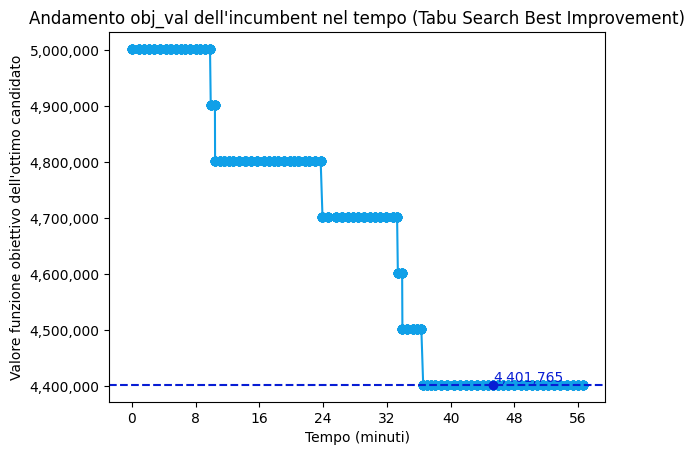 Andamento obj_val dell'incumbent nel tempo (Tabu Search Best Improvement)
Valore funzione obiettivo dell'ottimo candidato
5,000,000
4,900,000
4,800,000
4,700,000
4,600,000
4,500,000
4,400,000
4,401,765
0 8 16 24 32 40 48 56
Tempo (minuti)